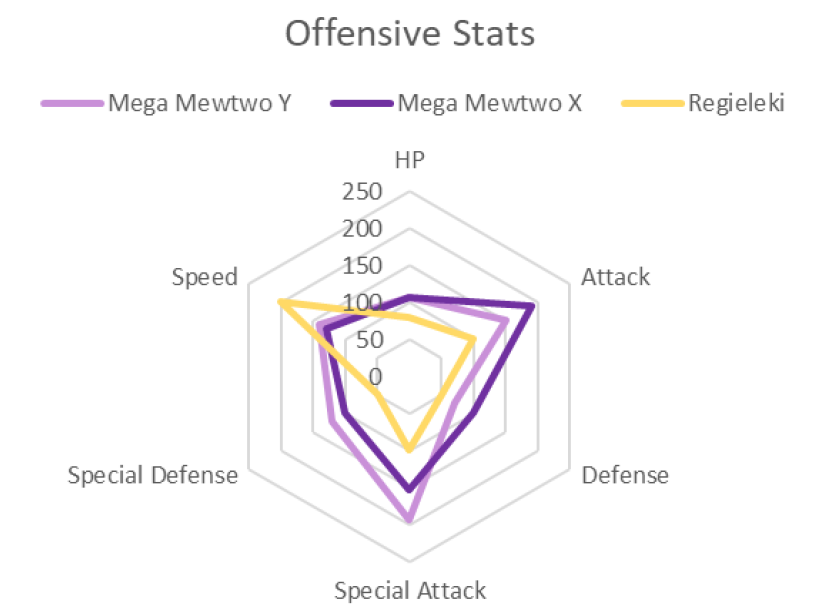 Offensive Stats
Mega Mewtwo Y Mega Mewtwo X Regieleki
HP
250
200
150
100
50
0
Speed Attack
Special Defense Defense
Special Attack